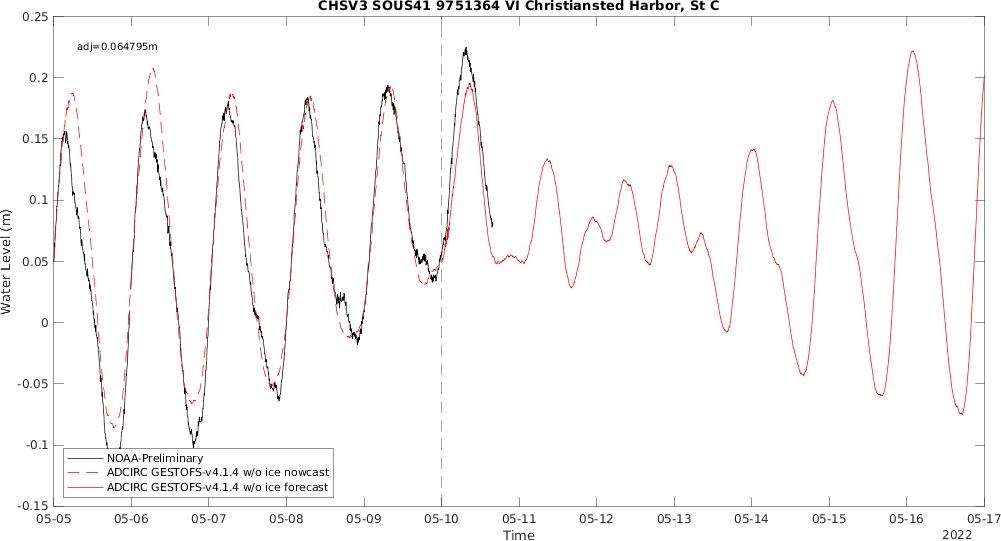 CHSV3 SOUS41 9751364 VI Christiansted Harbor, St C
adj=0.064795m
0.25
0.2
0.15
0.1
0.05
0
-0.05
-0.1
-0.15
Water Level (m)
NOAA-Preliminary
ADCIRC GESTOFS-v4.1.4 w/o ice nowcast
ADCIRC GESTOFS-v4.1.4 w/o ice forecast
05-05 05-06 05-07 05-08 05-09 05-10 05-11 05-12 05-13 05-14 05-15 05-16 05-17
Time
2022